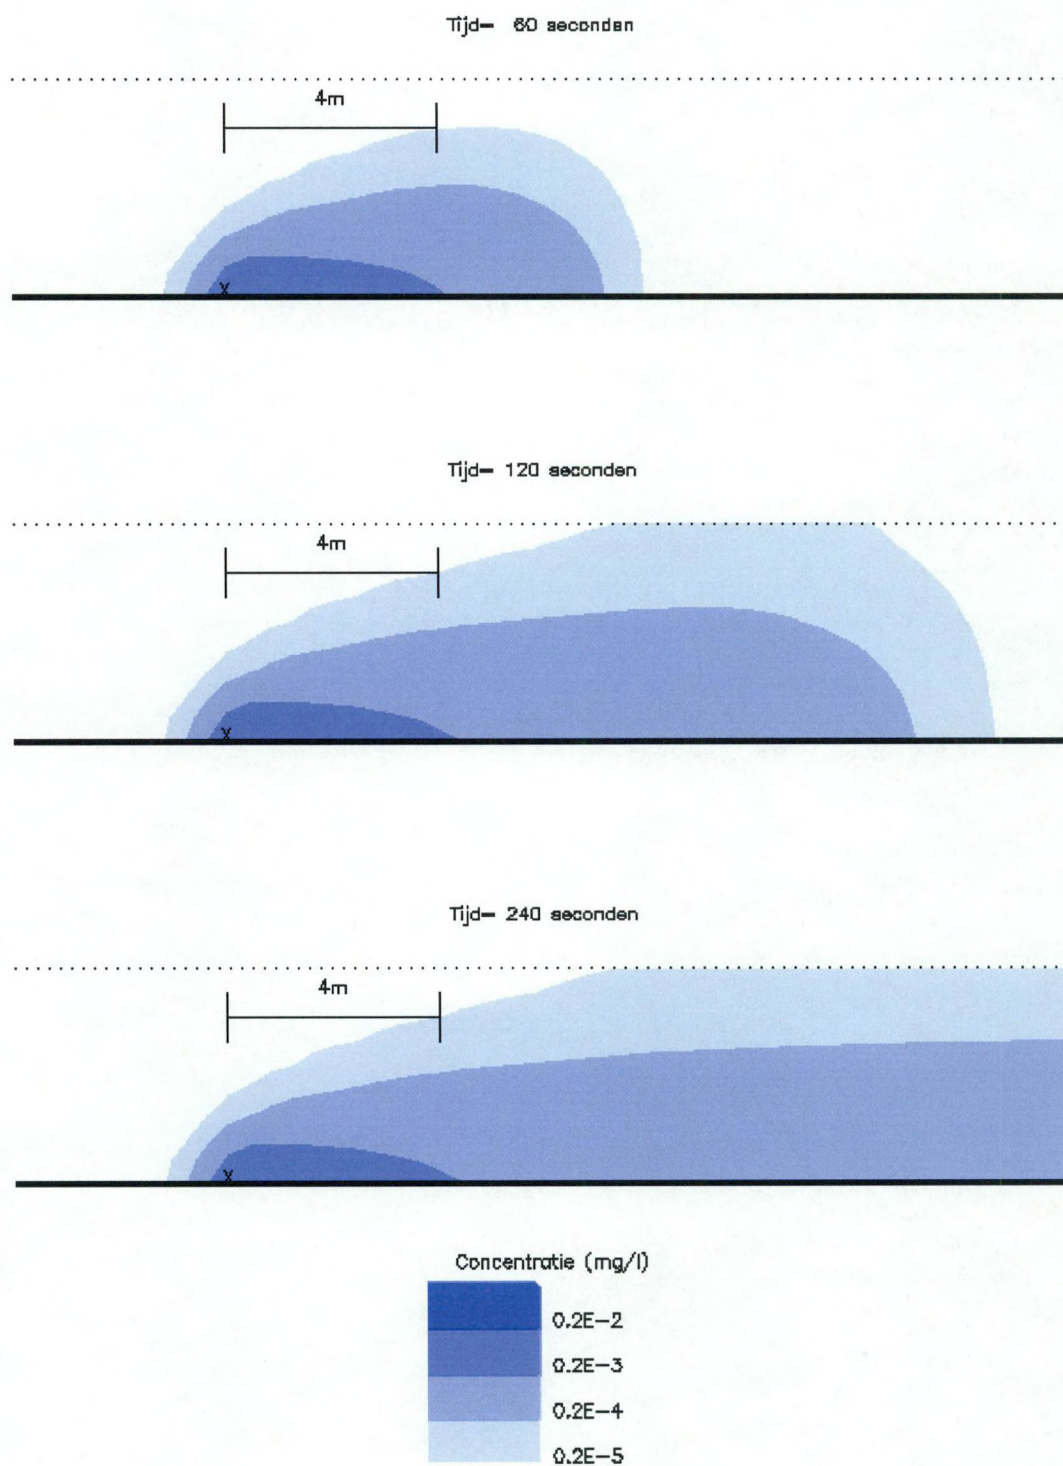 Tijd= 60 seconden
4m
x
Tijd= 120 seconden
4m
x
Tijd= 240 seconden
4m
x
Concentratie (mg/l)
0.2E-2
0.2E-3
0.2E-4
0.2E-5